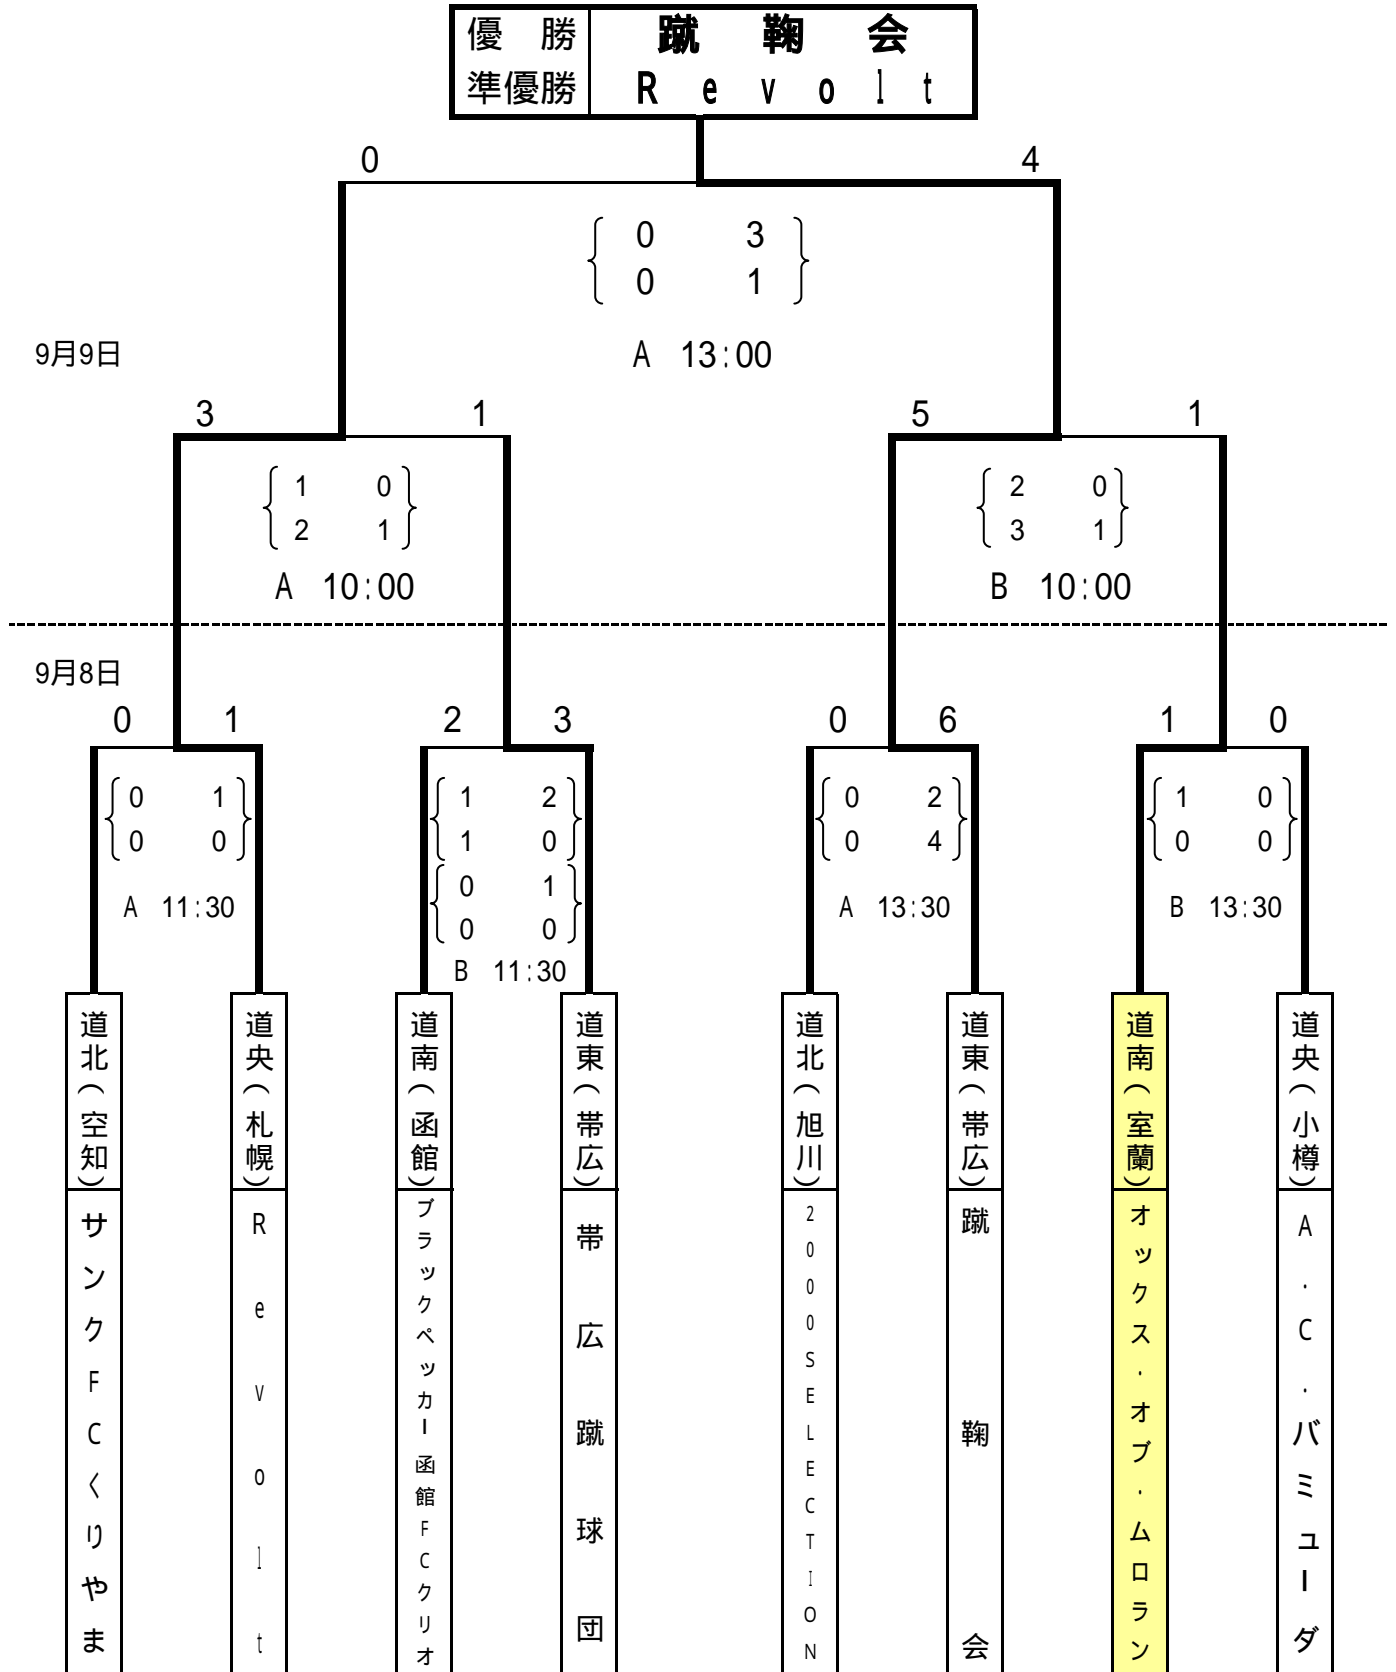 優 勝 蹴 鞠 会
準優勝 Revolt
0 4
0 3
0 1
9月9日
A 13:00
3 1 5 1
1 0 2 0
2 1 3 1
A 10:00 B 10:00
9月8日
0 1 2 3 0 6 1 0
0 1 1 2 0 2 1 0
0 0 1 0 0 4 0 0
0 1
A 11:30 A 13:30 B 13:30
0 0
B 11:30
道北(空知)
サンクFCくりやま
道央(札幌)
Revolt
道南(函館)
ブラックペッカー函館FCクリオ
道東(帯広)
帯広蹴球団
道北(旭川)
2000SELECTION
道東(帯広)
蹴鞠会
道南(室蘭)
オックス・オブ・ムロラン
道央(小樽)
A.C.バミューダ